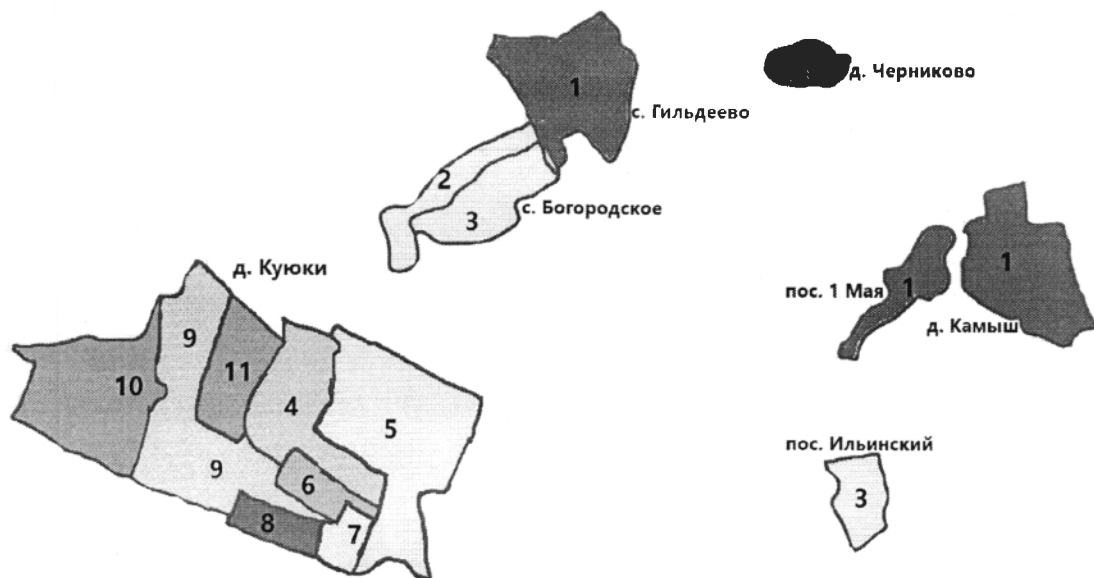 1
д. Черниково
с. Гильдеево
2
3
с. Богородское
1
пос. 1 Мая
1
д. Камыш
д. Куюки
9
11
10
4
5
9
6
8
7
пос. Ильинский
3